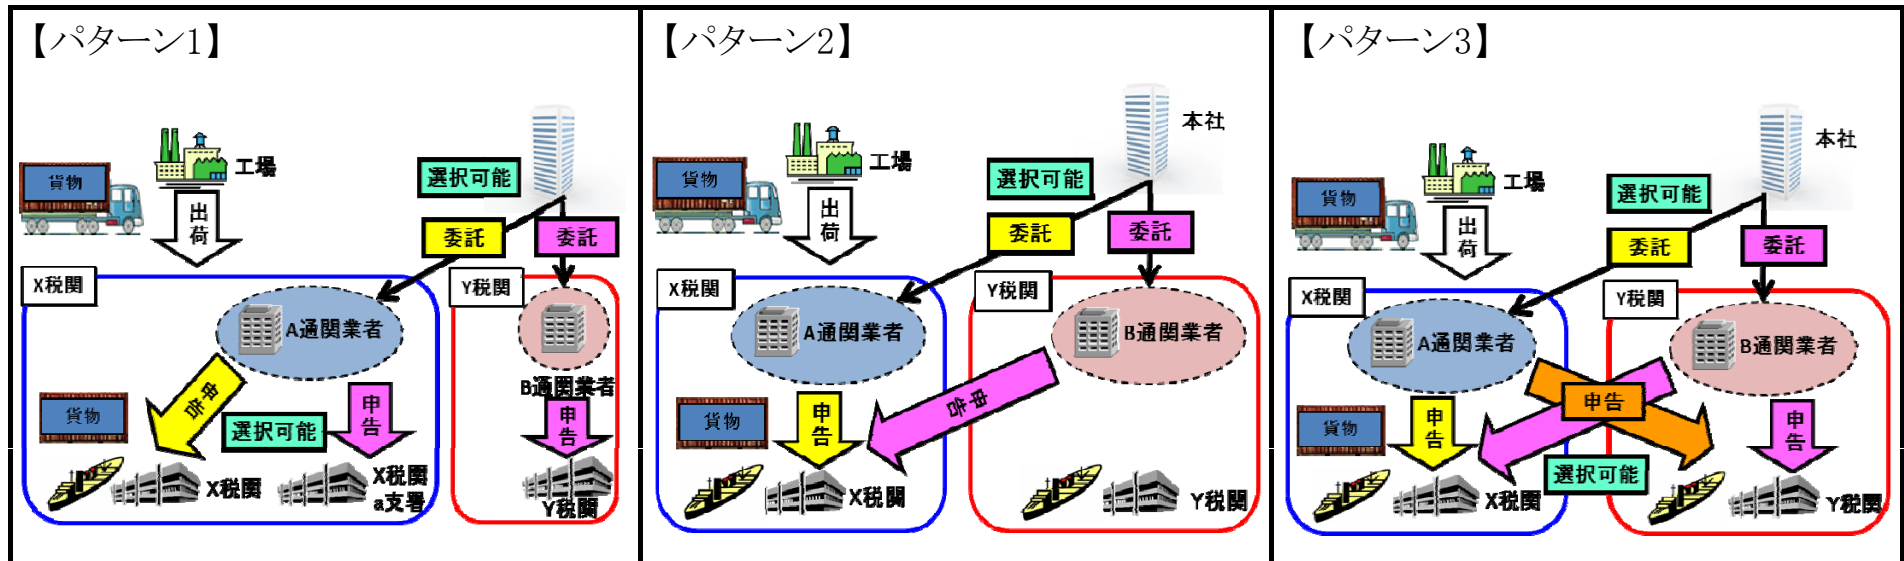 【パターン1】
貨物
工場
出荷
選択可能
委託
委託
X税関
A通関業者
Y税関
B通関業者
申告
貨物
選択可能
申告
申告
X税関
X税関
a支署
Y税関
【パターン2】
貨物
工場
出荷
本社
選択可能
委託
委託
X税関
A通関業者
Y税関
B通関業者
貨物
申告
申告
X税関
Y税関
【パターン3】
貨物
工場
出荷
本社
選択可能
委託
委託
X税関
A通関業者
Y税関
B通関業者
貨物
申告
申告
申告
選択可能
X税関
Y税関